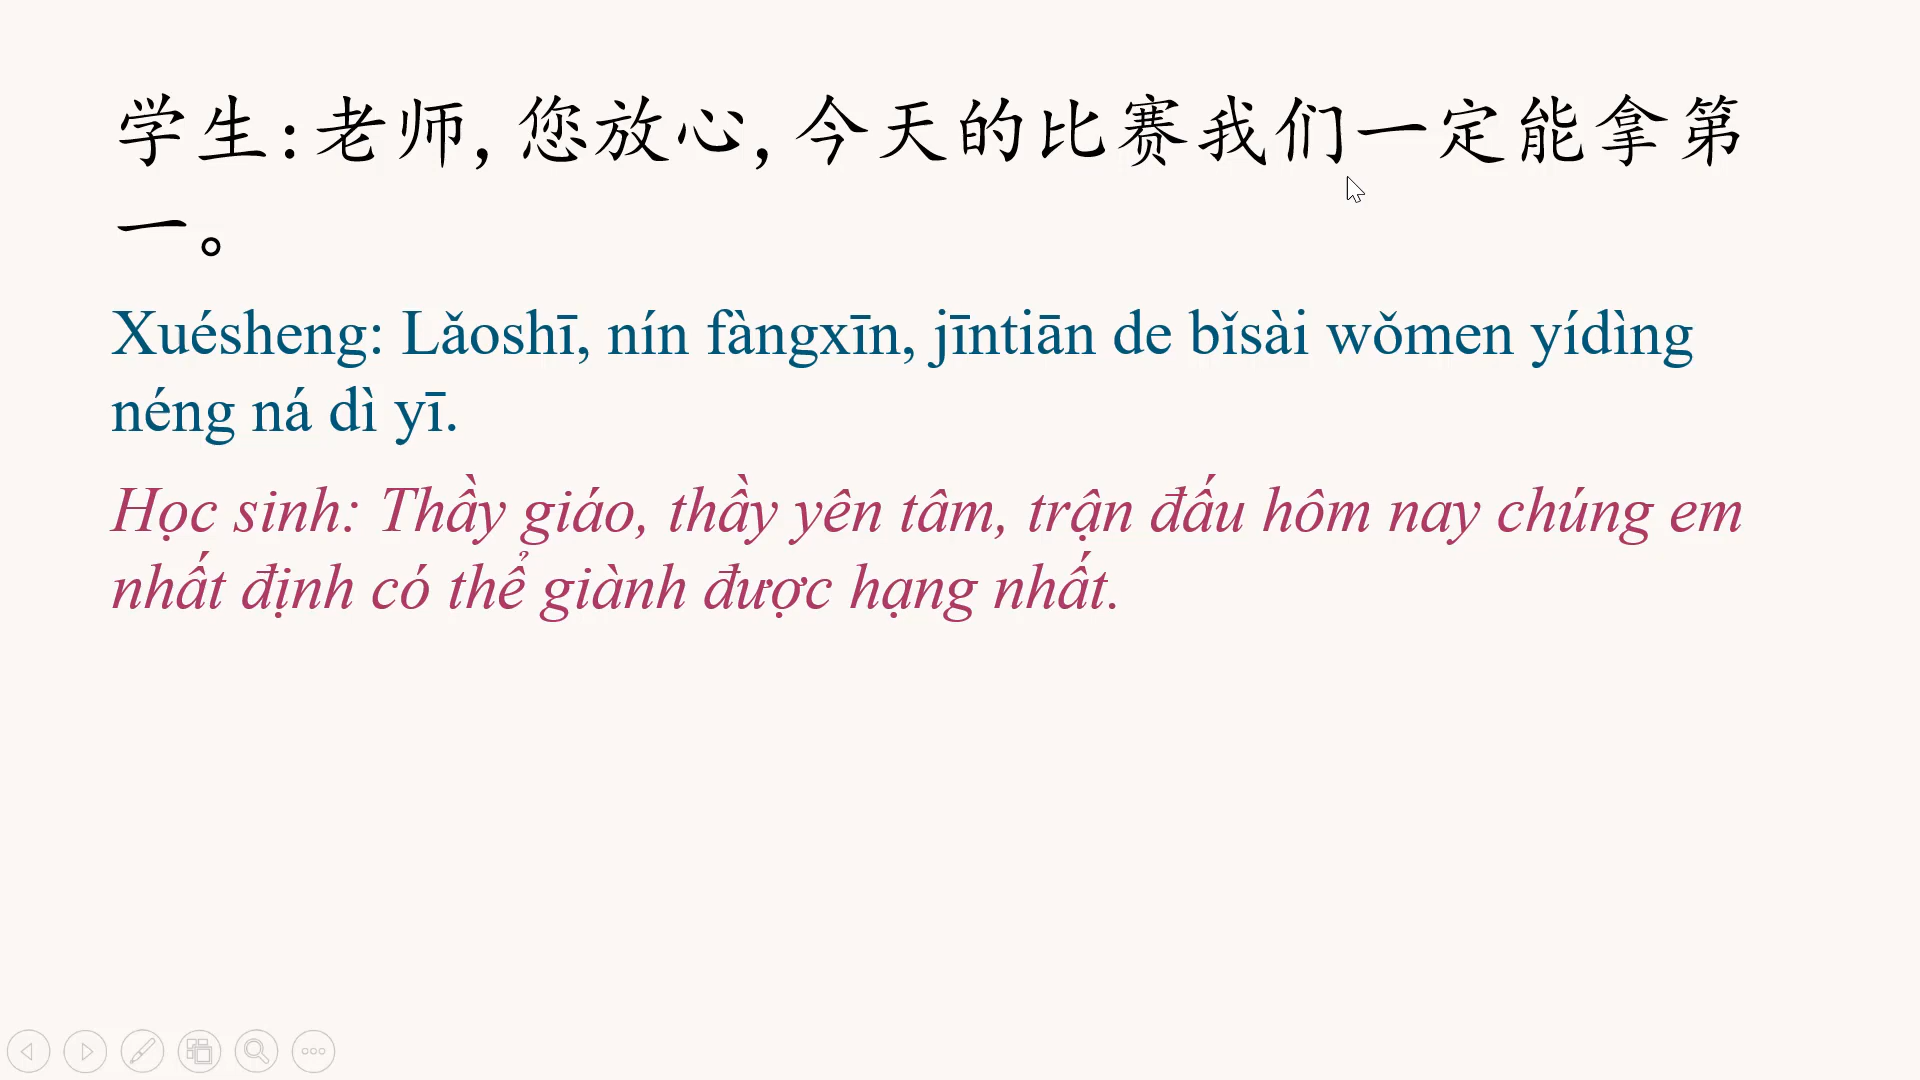 学生:老师,您放心,今天的比赛我们一定能拿第
一。
Xuésheng: Lǎoshī, nín fàngxīn, jīntiān de bǐsài wǒmen yídìng
néng ná dì yī.
Học sinh: Thầy giáo, thầy yên tâm, trận đấu hôm nay chúng em
nhất định có thể giành được hạng nhất.